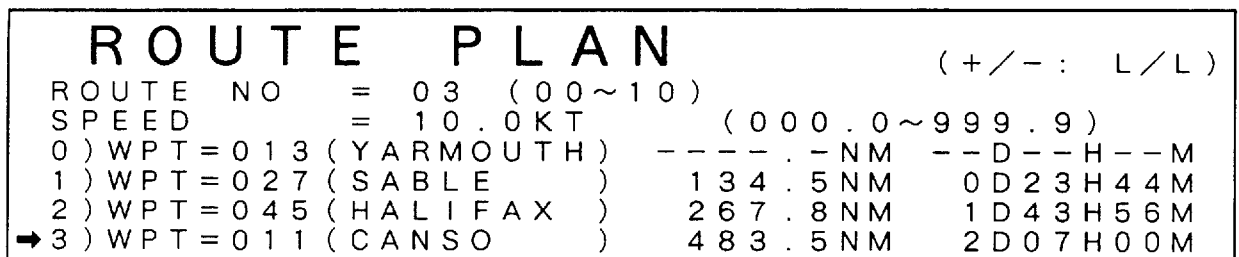 ROUTE PLAN (+/-: L/L)
ROUTE NO = 03 (00~10)
SPEED = 10.0KT (000.0~999.9)
0)WPT=013(YARMOUTH) ----.-NM --D--H--M
1)WPT=027(SABLE ) 134.5NM 0D23H44M
2)WPT=045(HALIFAX ) 267.8NM 1D43H56M
➡3)WPT=011(CANSO ) 483.5NM 2D07H00M